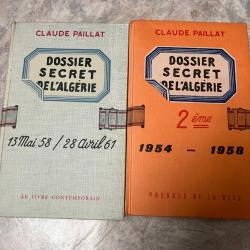 CLAUDE PAILLAT
DOSSIER
SECRET
DE L'ALGÉRIE
13 Mai 58 / 28 avril 61
LE LIVRE CONTEMPORAIN
CLAUDE PAILLAT
DOSSIER
SECRET
DE L'ALGÉRIE
2ème
1954 - 1958
PRESSES DE LA CITÉ